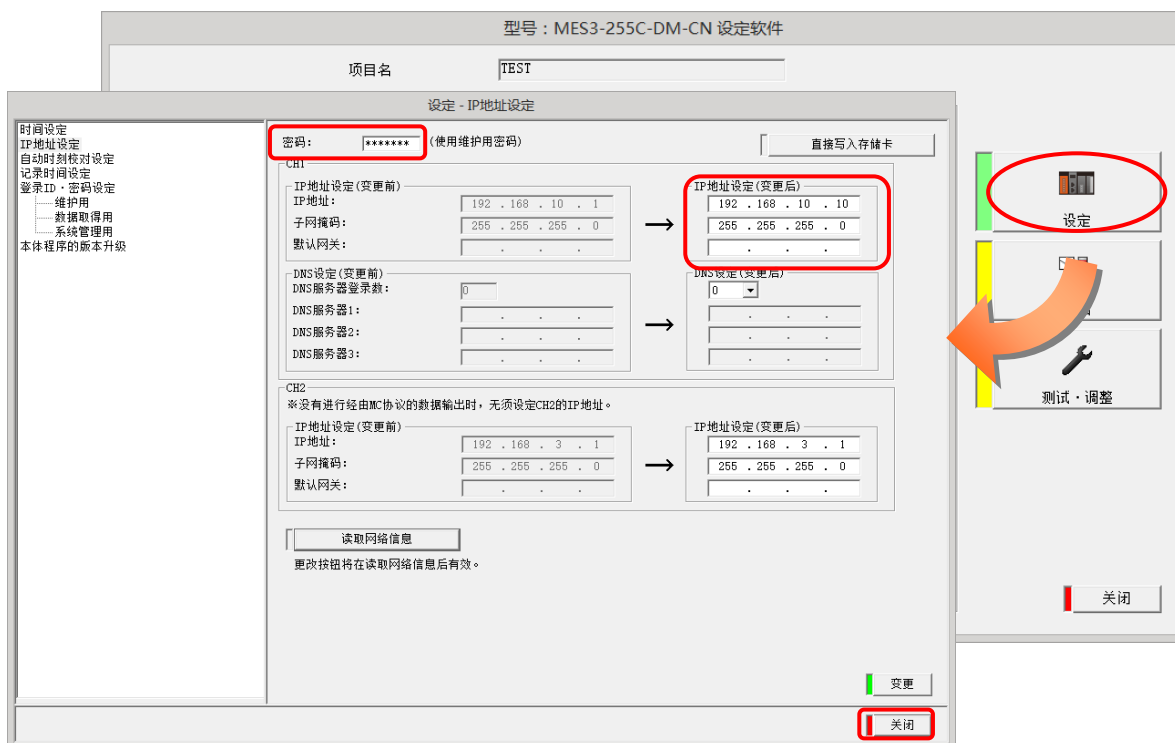 型号：MES3-255C-DM-CN 设定软件
项目名
TEST
设定 - IP地址设定
时间设定
IP地址设定
自动时刻校对设定
记录时间设定
登录ID・密码设定
维护用
数据取得用
系统管理用
本体程序的版本升级
密码：
*******
(使用维护用密码)
直接写入存储卡
CH1
IP地址设定(变更前)
IP地址：
192 . 168 . 10 . 1
子网掩码：
255 . 255 . 255 . 0
默认网关：
. . .
→
IP地址设定(变更后)
192 . 168 . 10 . 10
255 . 255 . 255 . 0
. . .
DNS设定(变更前)
DNS服务器登录数：
0
DNS服务器1：
. . .
DNS服务器2：
. . .
DNS服务器3：
. . .
→
DNS设定(变更后)
0
. . .
. . .
. . .
CH2
※没有进行经由MC协议的数据输出时，无须设定CH2的IP地址。
IP地址设定(变更前)
IP地址：
192 . 168 . 3 . 1
子网掩码：
255 . 255 . 255 . 0
默认网关：
. . .
→
IP地址设定(变更后)
192 . 168 . 3 . 1
255 . 255 . 255 . 0
. . .
读取网络信息
更改按钮将在读取网络信息后有效。
变更
关闭
设定
测试・调整
关闭